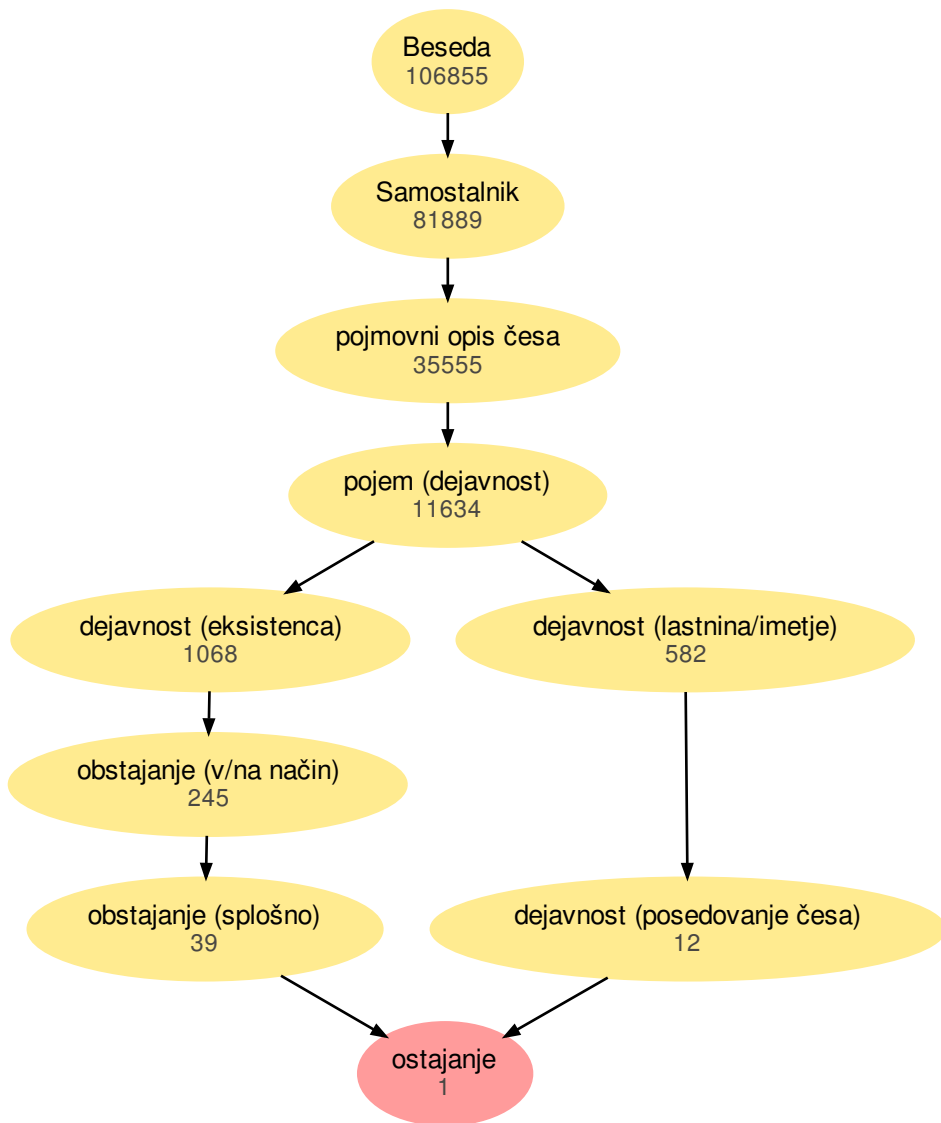 Beseda
106855
Samostalnik
81889
pojmovni opis česa
35555
pojem (dejavnost)
11634
dejavnost (eksistenca)
1068
dejavnost (lastnina/imetje)
582
obstajanje (v/na način)
245
obstajanje (splošno)
39
dejavnost (posedovanje česa)
12
ostajanje
1